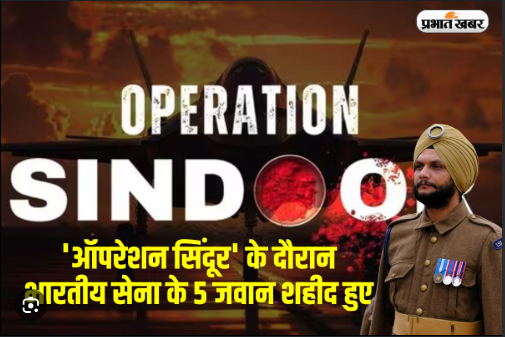 प्रभात खबर
OPERATION
SINDOO
'ऑपरेशन सिंदूर' के दौरान
भारतीय सेना के 5 जवान शहीद हुए